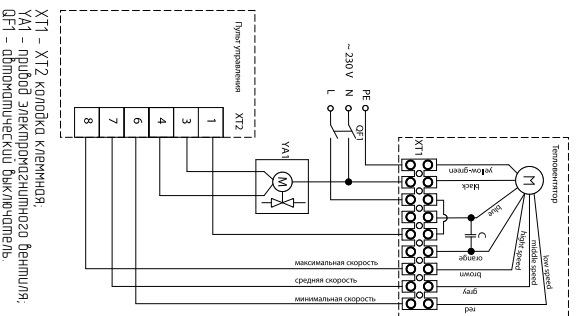 Пульт управления
XT2
8
7
6
4
3
1
~ 230 V
L
N
PE
QF1
YA1
M
XT1
Тепловентятор
M
yelow-green
black
blue
C
orange
brown
gray
red
hight speed
middle speed
low speed
максимальная скорость
средняя скорость
минимальная скорость
XT1 - XT2 колодка клеммная;
YA1 - привод электромагнитного вентиля;
QF1 - автоматический выключатель.